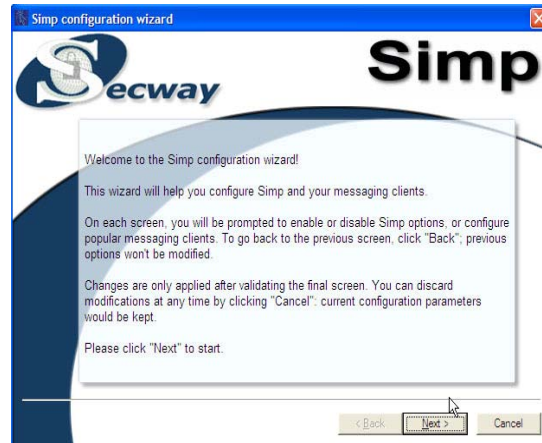 Simp configuration wizard
Secway
Simp
Welcome to the Simp configuration wizard!
This wizard will help you configure Simp and your messaging clients.
On each screen, you will be prompted to enable or disable Simp options, or configure
popular messaging clients. To go back to the previous screen, click "Back"; previous
options won't be modified.
Changes are only applied after validating the final screen. You can discard
modifications at any time by clicking "Cancel": current configuration parameters
would be kept.
Please click "Next" to start.
< Back
Next >
Cancel